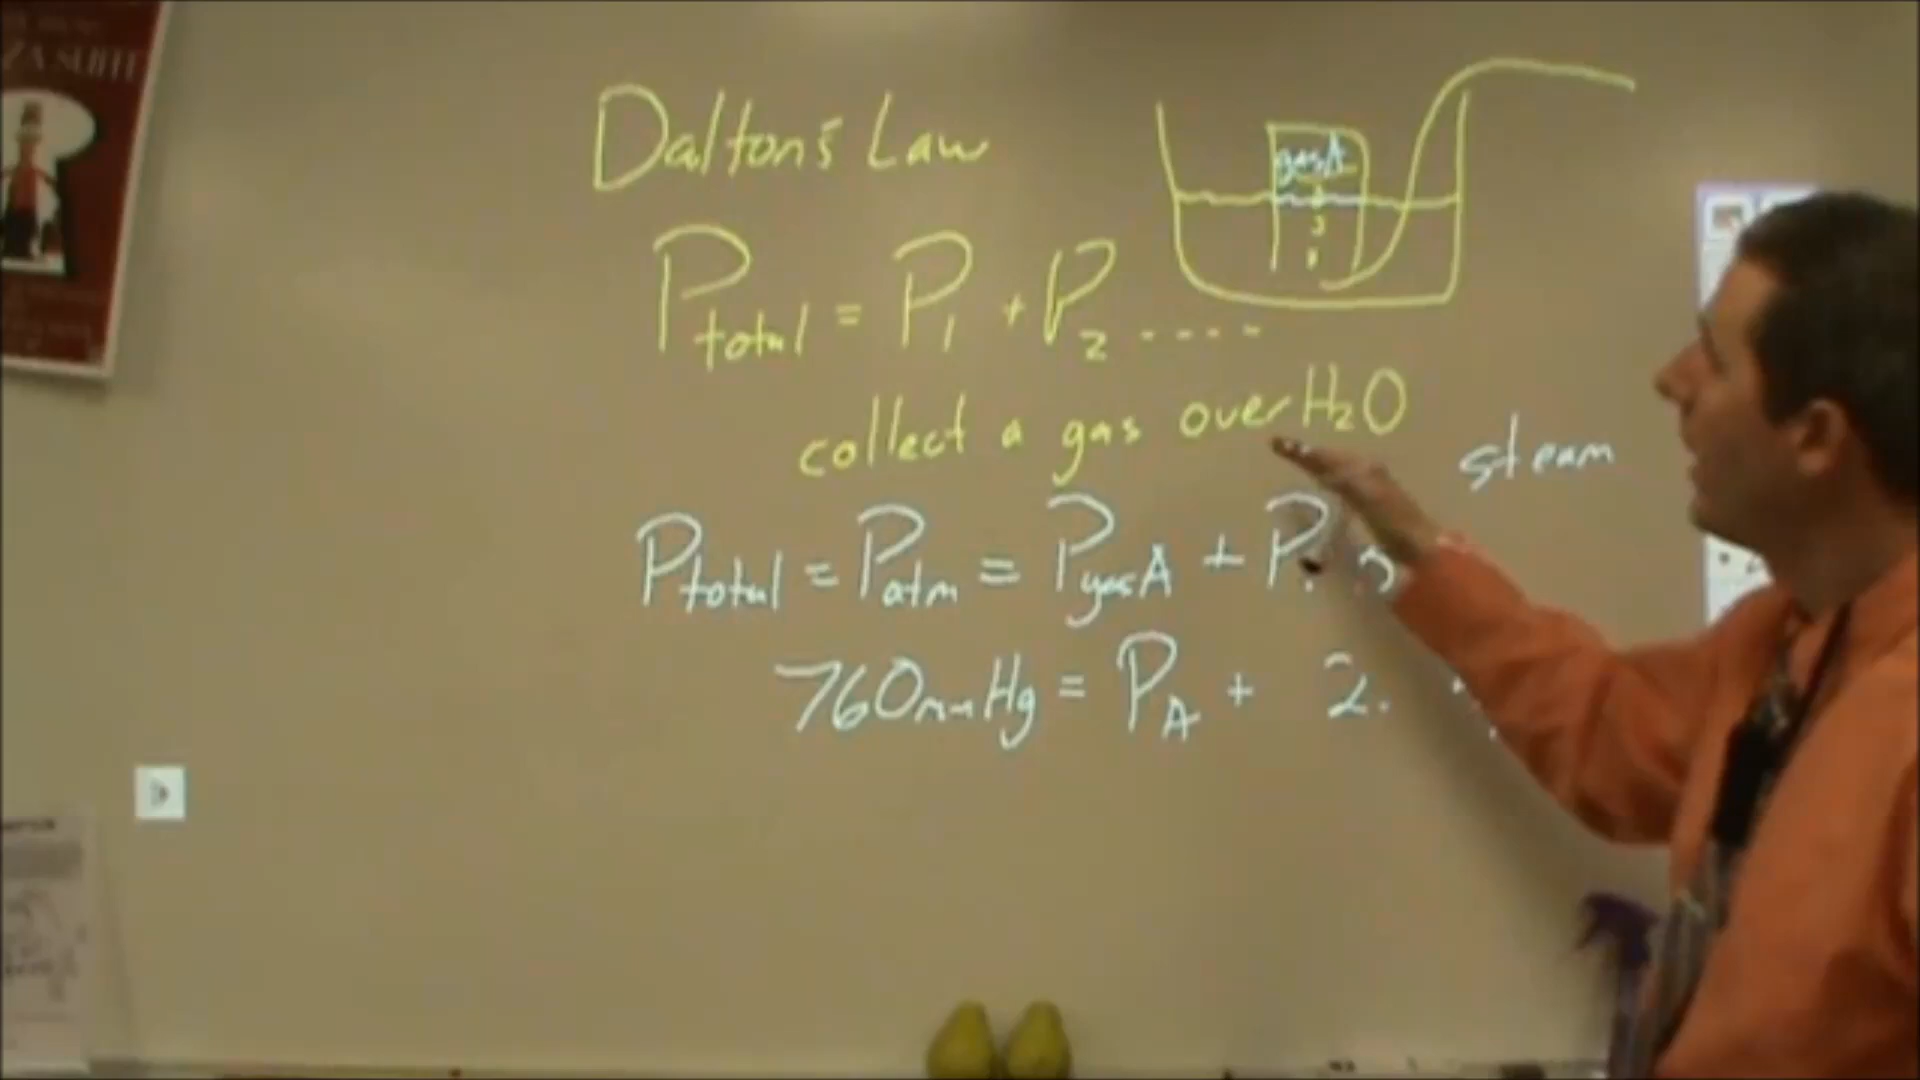 Dalton's Law
gas A
P total = P1 + P2 ....
collect a gas over H2O
steam
P total = P atm = P gas A + P
760 mmHg = PA + 2.